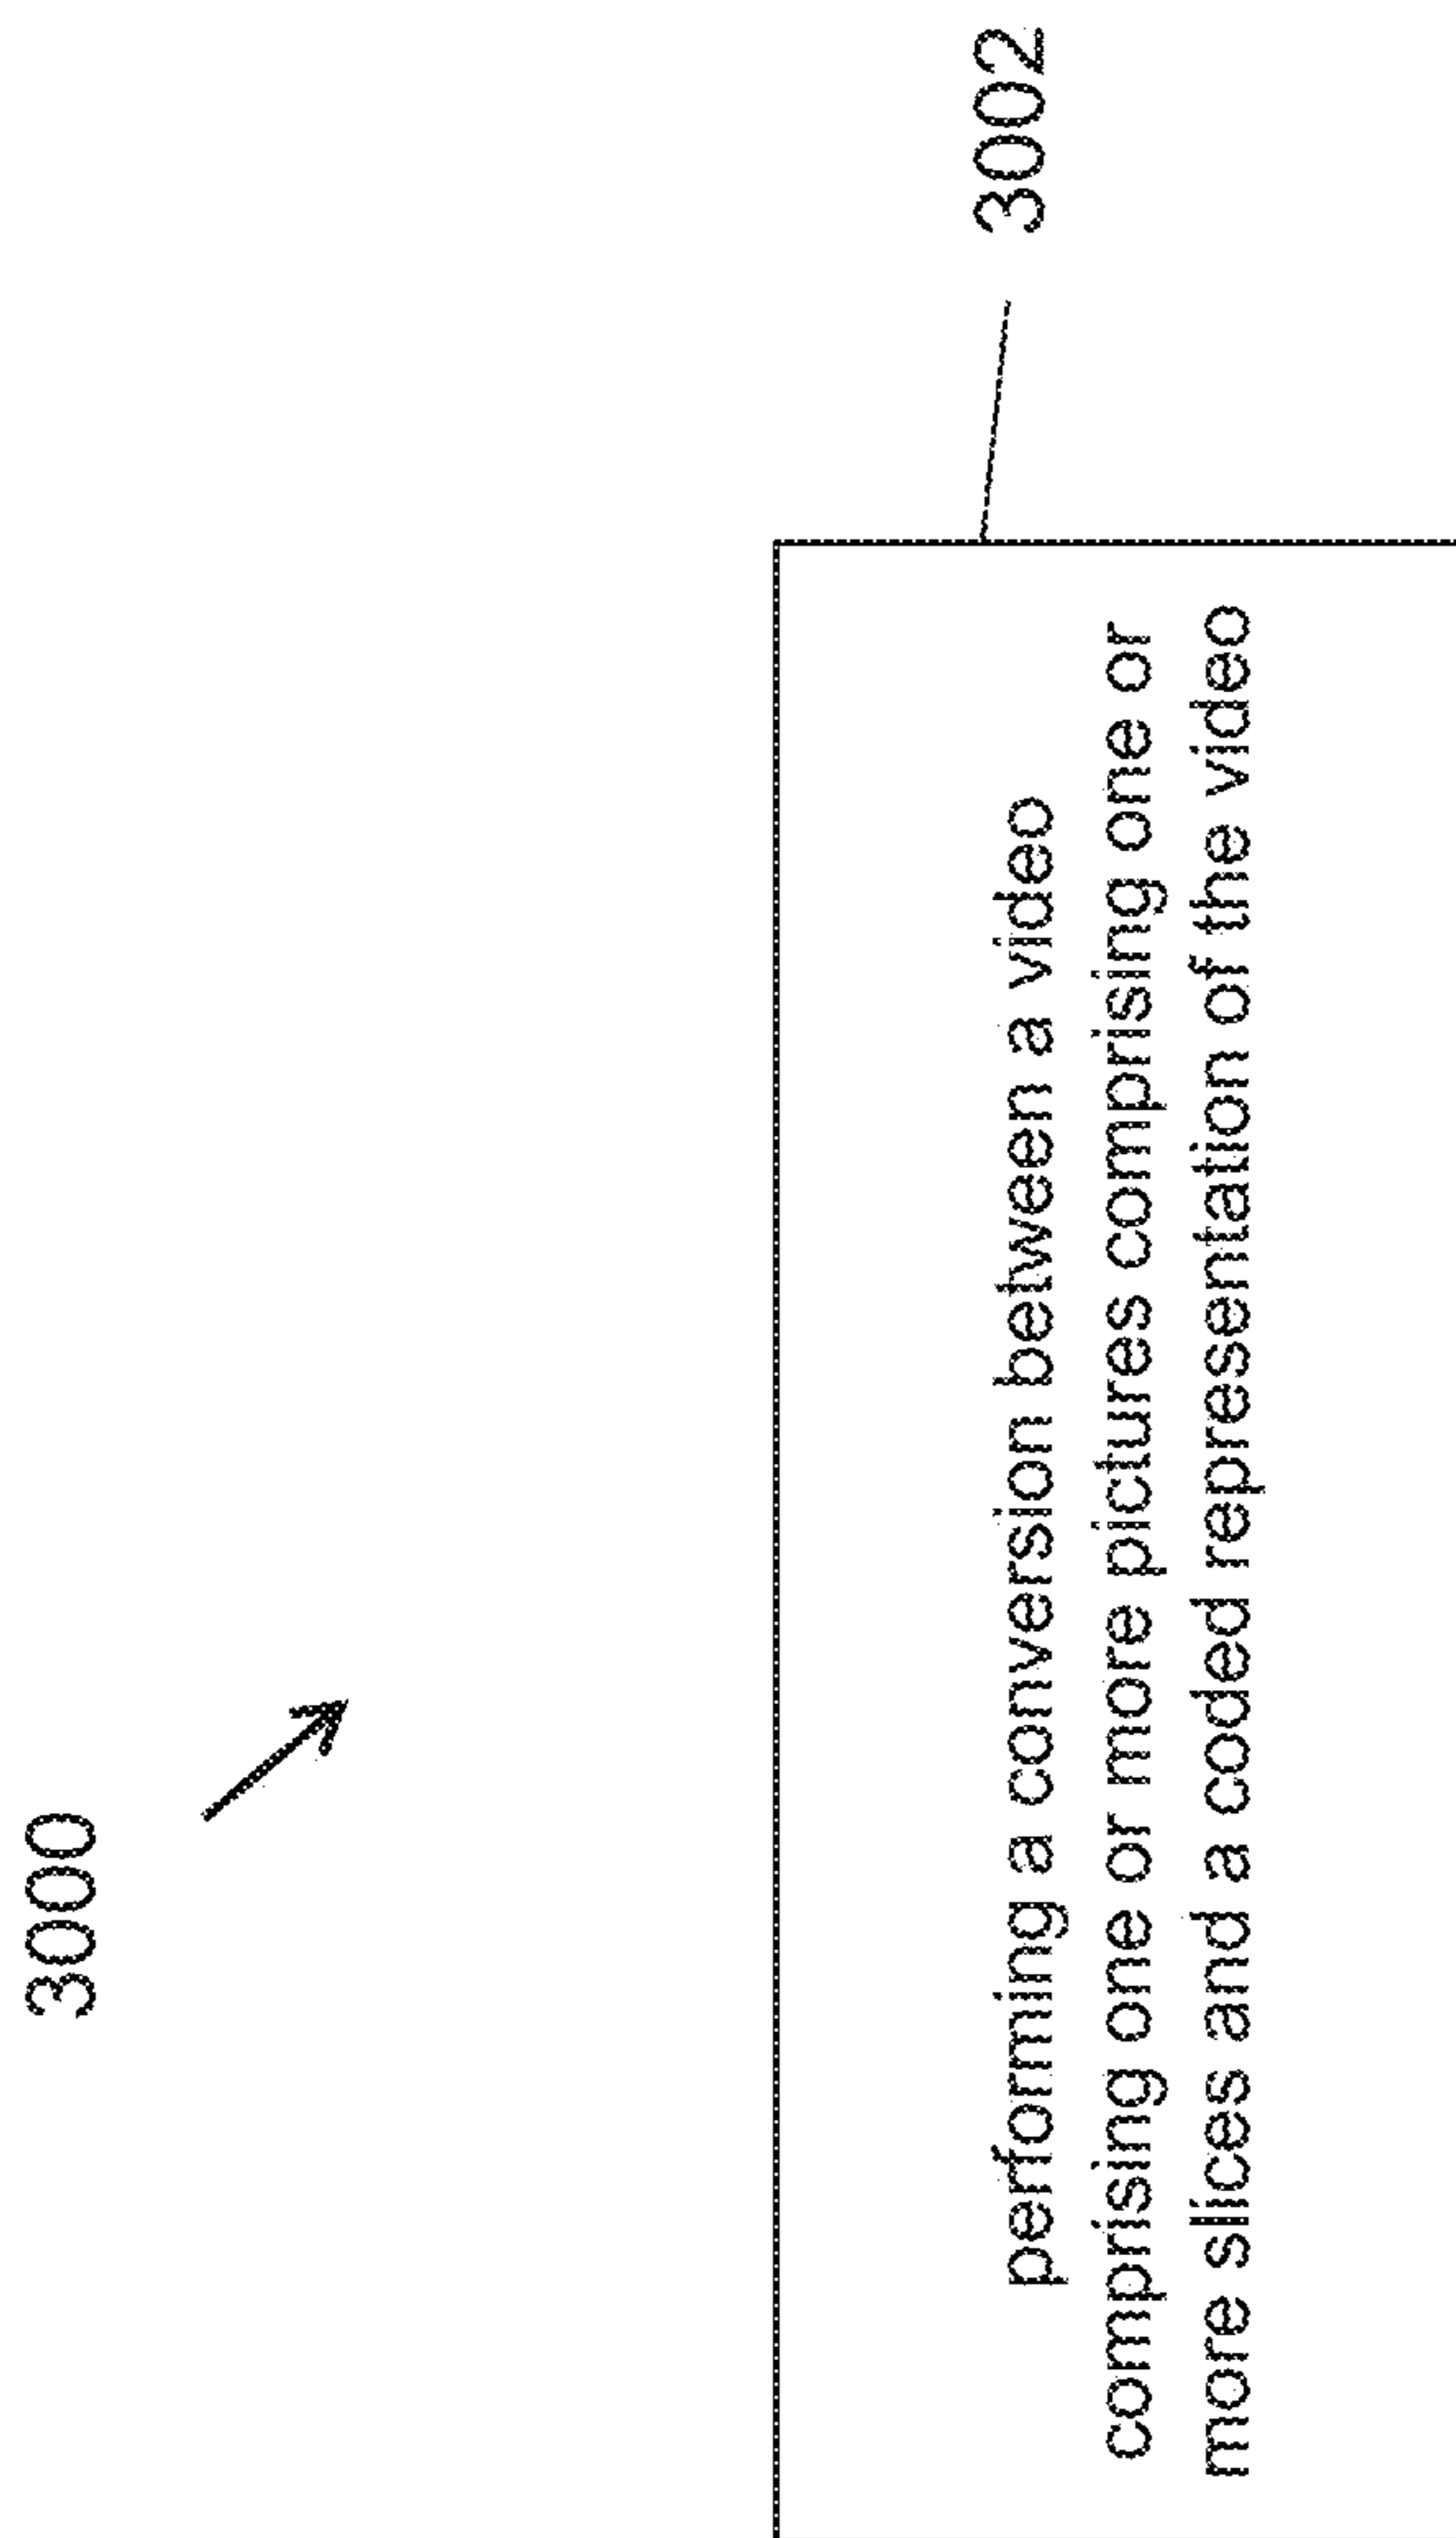 3000
3002
performing a conversion between a video
comprising one or more pictures comprising one or
more slices and a coded representation of the video